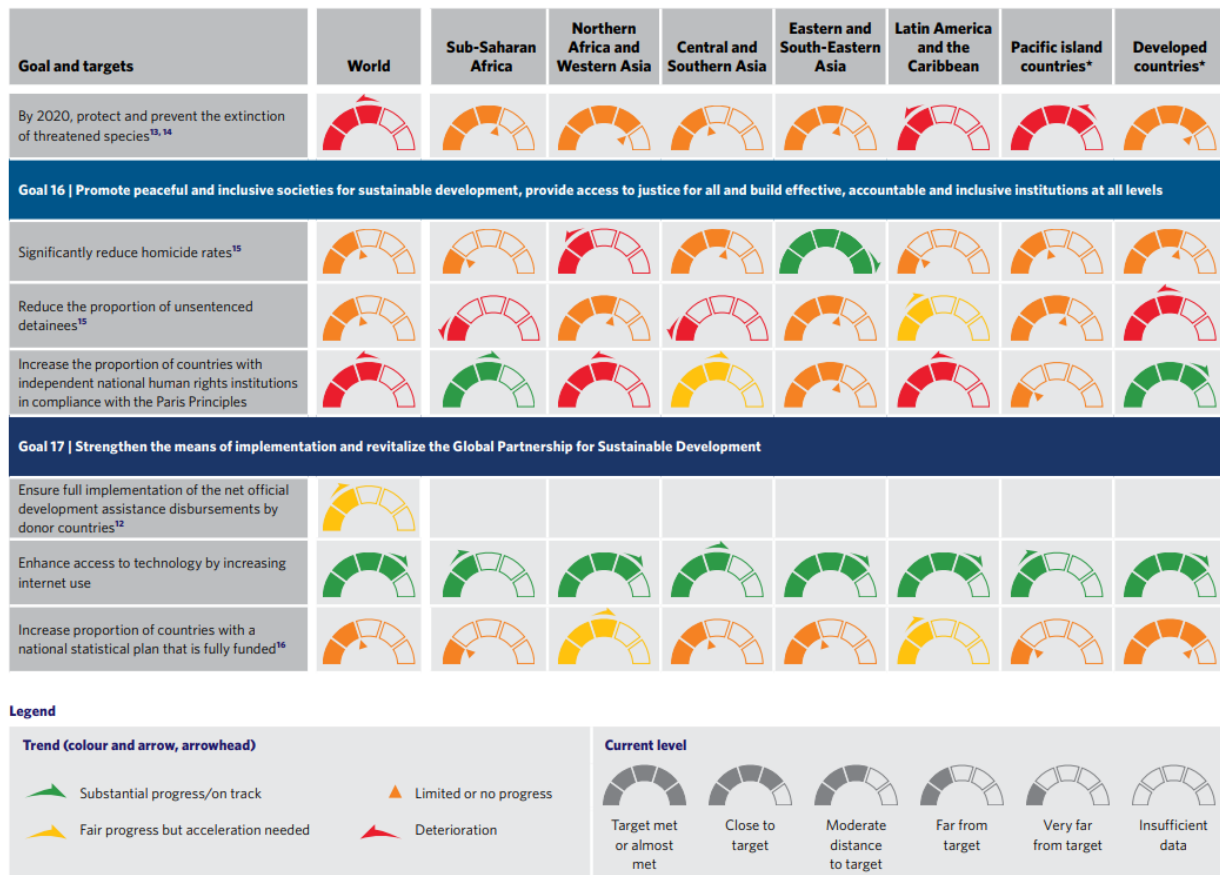 Goal and targets
World
Sub-Saharan
Africa
Northern
Africa and
Western Asia
Central and
Southern Asia
Eastern and
South-Eastern
Asia
Latin America
and the
Caribbean
Pacific island
countries*
Developed
countries*
By 2020, protect and prevent the extinction
of threatened species13, 14
Goal 16 | Promote peaceful and inclusive societies for sustainable development, provide access to justice for all and build effective, accountable and inclusive institutions at all levels
Significantly reduce homicide rates15
Reduce the proportion of unsentenced
detainees15
Increase the proportion of countries with
independent national human rights institutions
in compliance with the Paris Principles
Goal 17 | Strengthen the means of implementation and revitalize the Global Partnership for Sustainable Development
Ensure full implementation of the net official
development assistance disbursements by
donor countries12
Enhance access to technology by increasing
internet use
Increase proportion of countries with a
national statistical plan that is fully funded16
Legend
Trend (colour and arrow, arrowhead)
Substantial progress/on track
Limited or no progress
Fair progress but acceleration needed
Deterioration
Current level
Target met
or almost
met
Close to
target
Moderate
distance
to target
Far from
target
Very far
from target
Insufficient
data